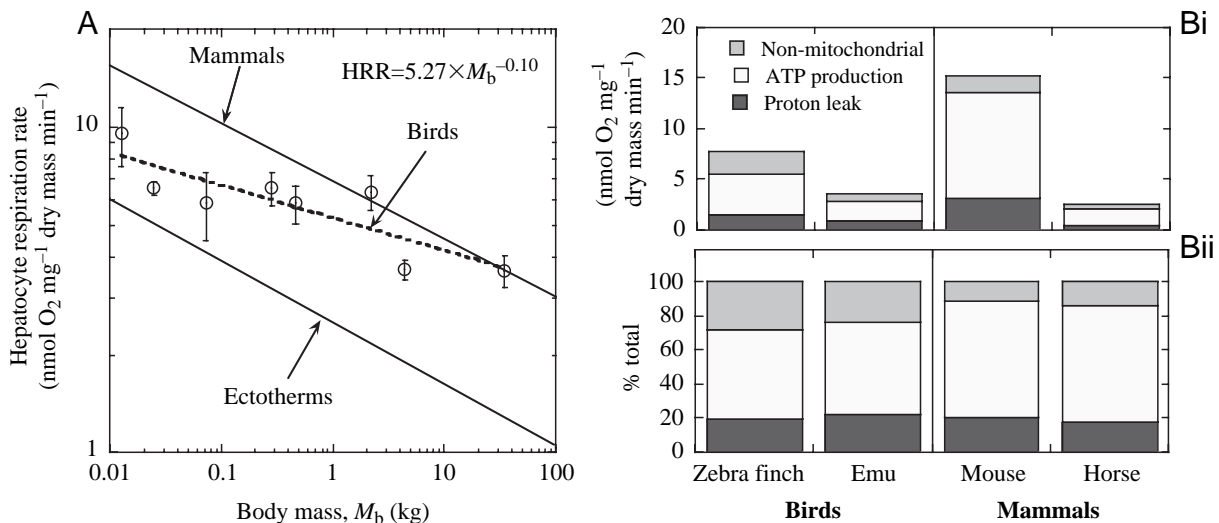 A
Hepatocyte respiration rate
(nmol O₂ mg⁻¹ dry mass min⁻¹)
10
1
Mammals
HRR=5.27×M_b^−0.10
Birds
Ectotherms
0.01 0.1 1 10 100
Body mass, M_b (kg)
Bi
(nmol O₂ mg⁻¹
dry mass min⁻¹)
20
15
10
5
0
Non-mitochondrial
ATP production
Proton leak
Bii
% total
100
80
60
40
20
0
Zebra finch Emu Mouse Horse
Birds Mammals